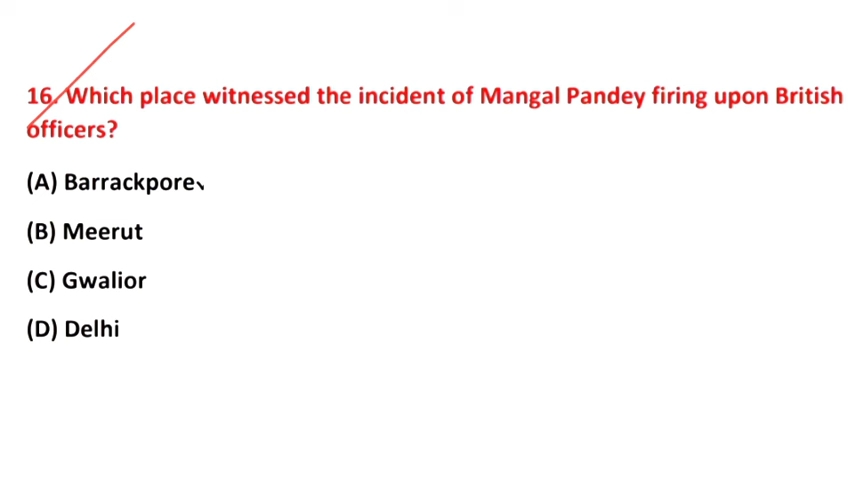 16. Which place witnessed the incident of Mangal Pandey firing upon British
officers?
(A) Barrackpore
(B) Meerut
(C) Gwalior
(D) Delhi